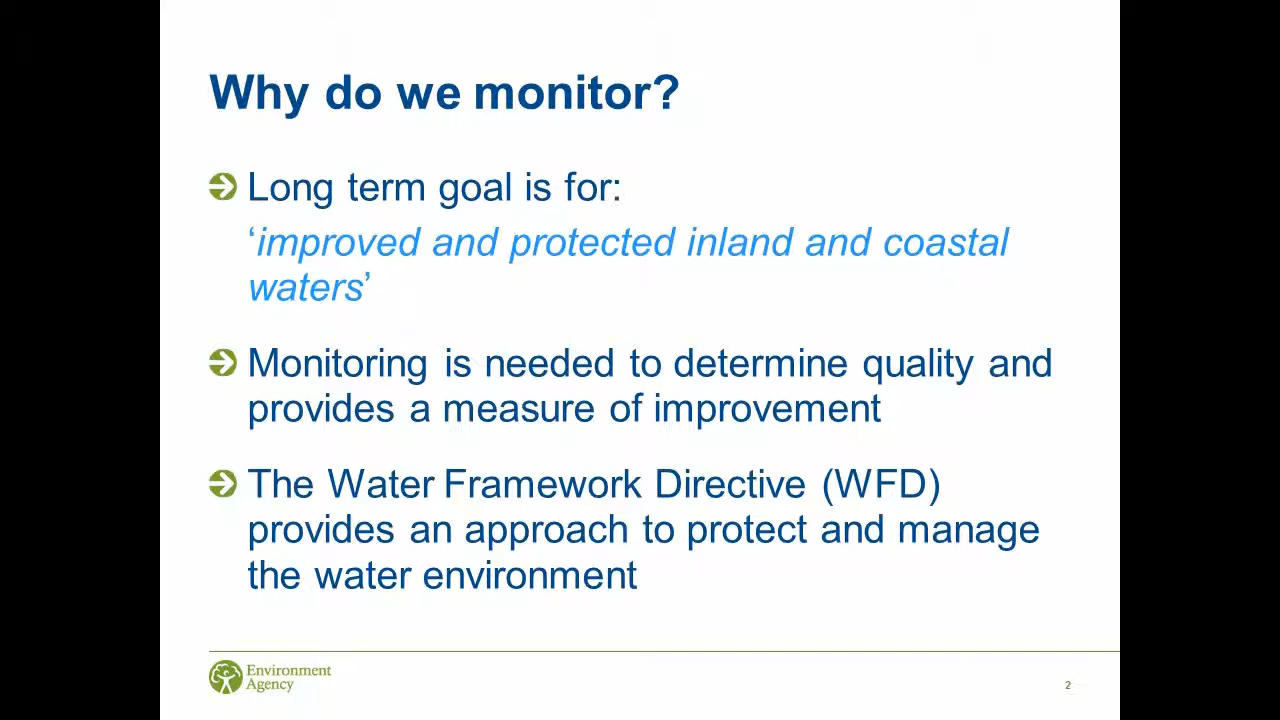 Why do we monitor?
Long term goal is for:
‘improved and protected inland and coastal
waters’
Monitoring is needed to determine quality and
provides a measure of improvement
The Water Framework Directive (WFD)
provides an approach to protect and manage
the water environment
Environment
Agency
2